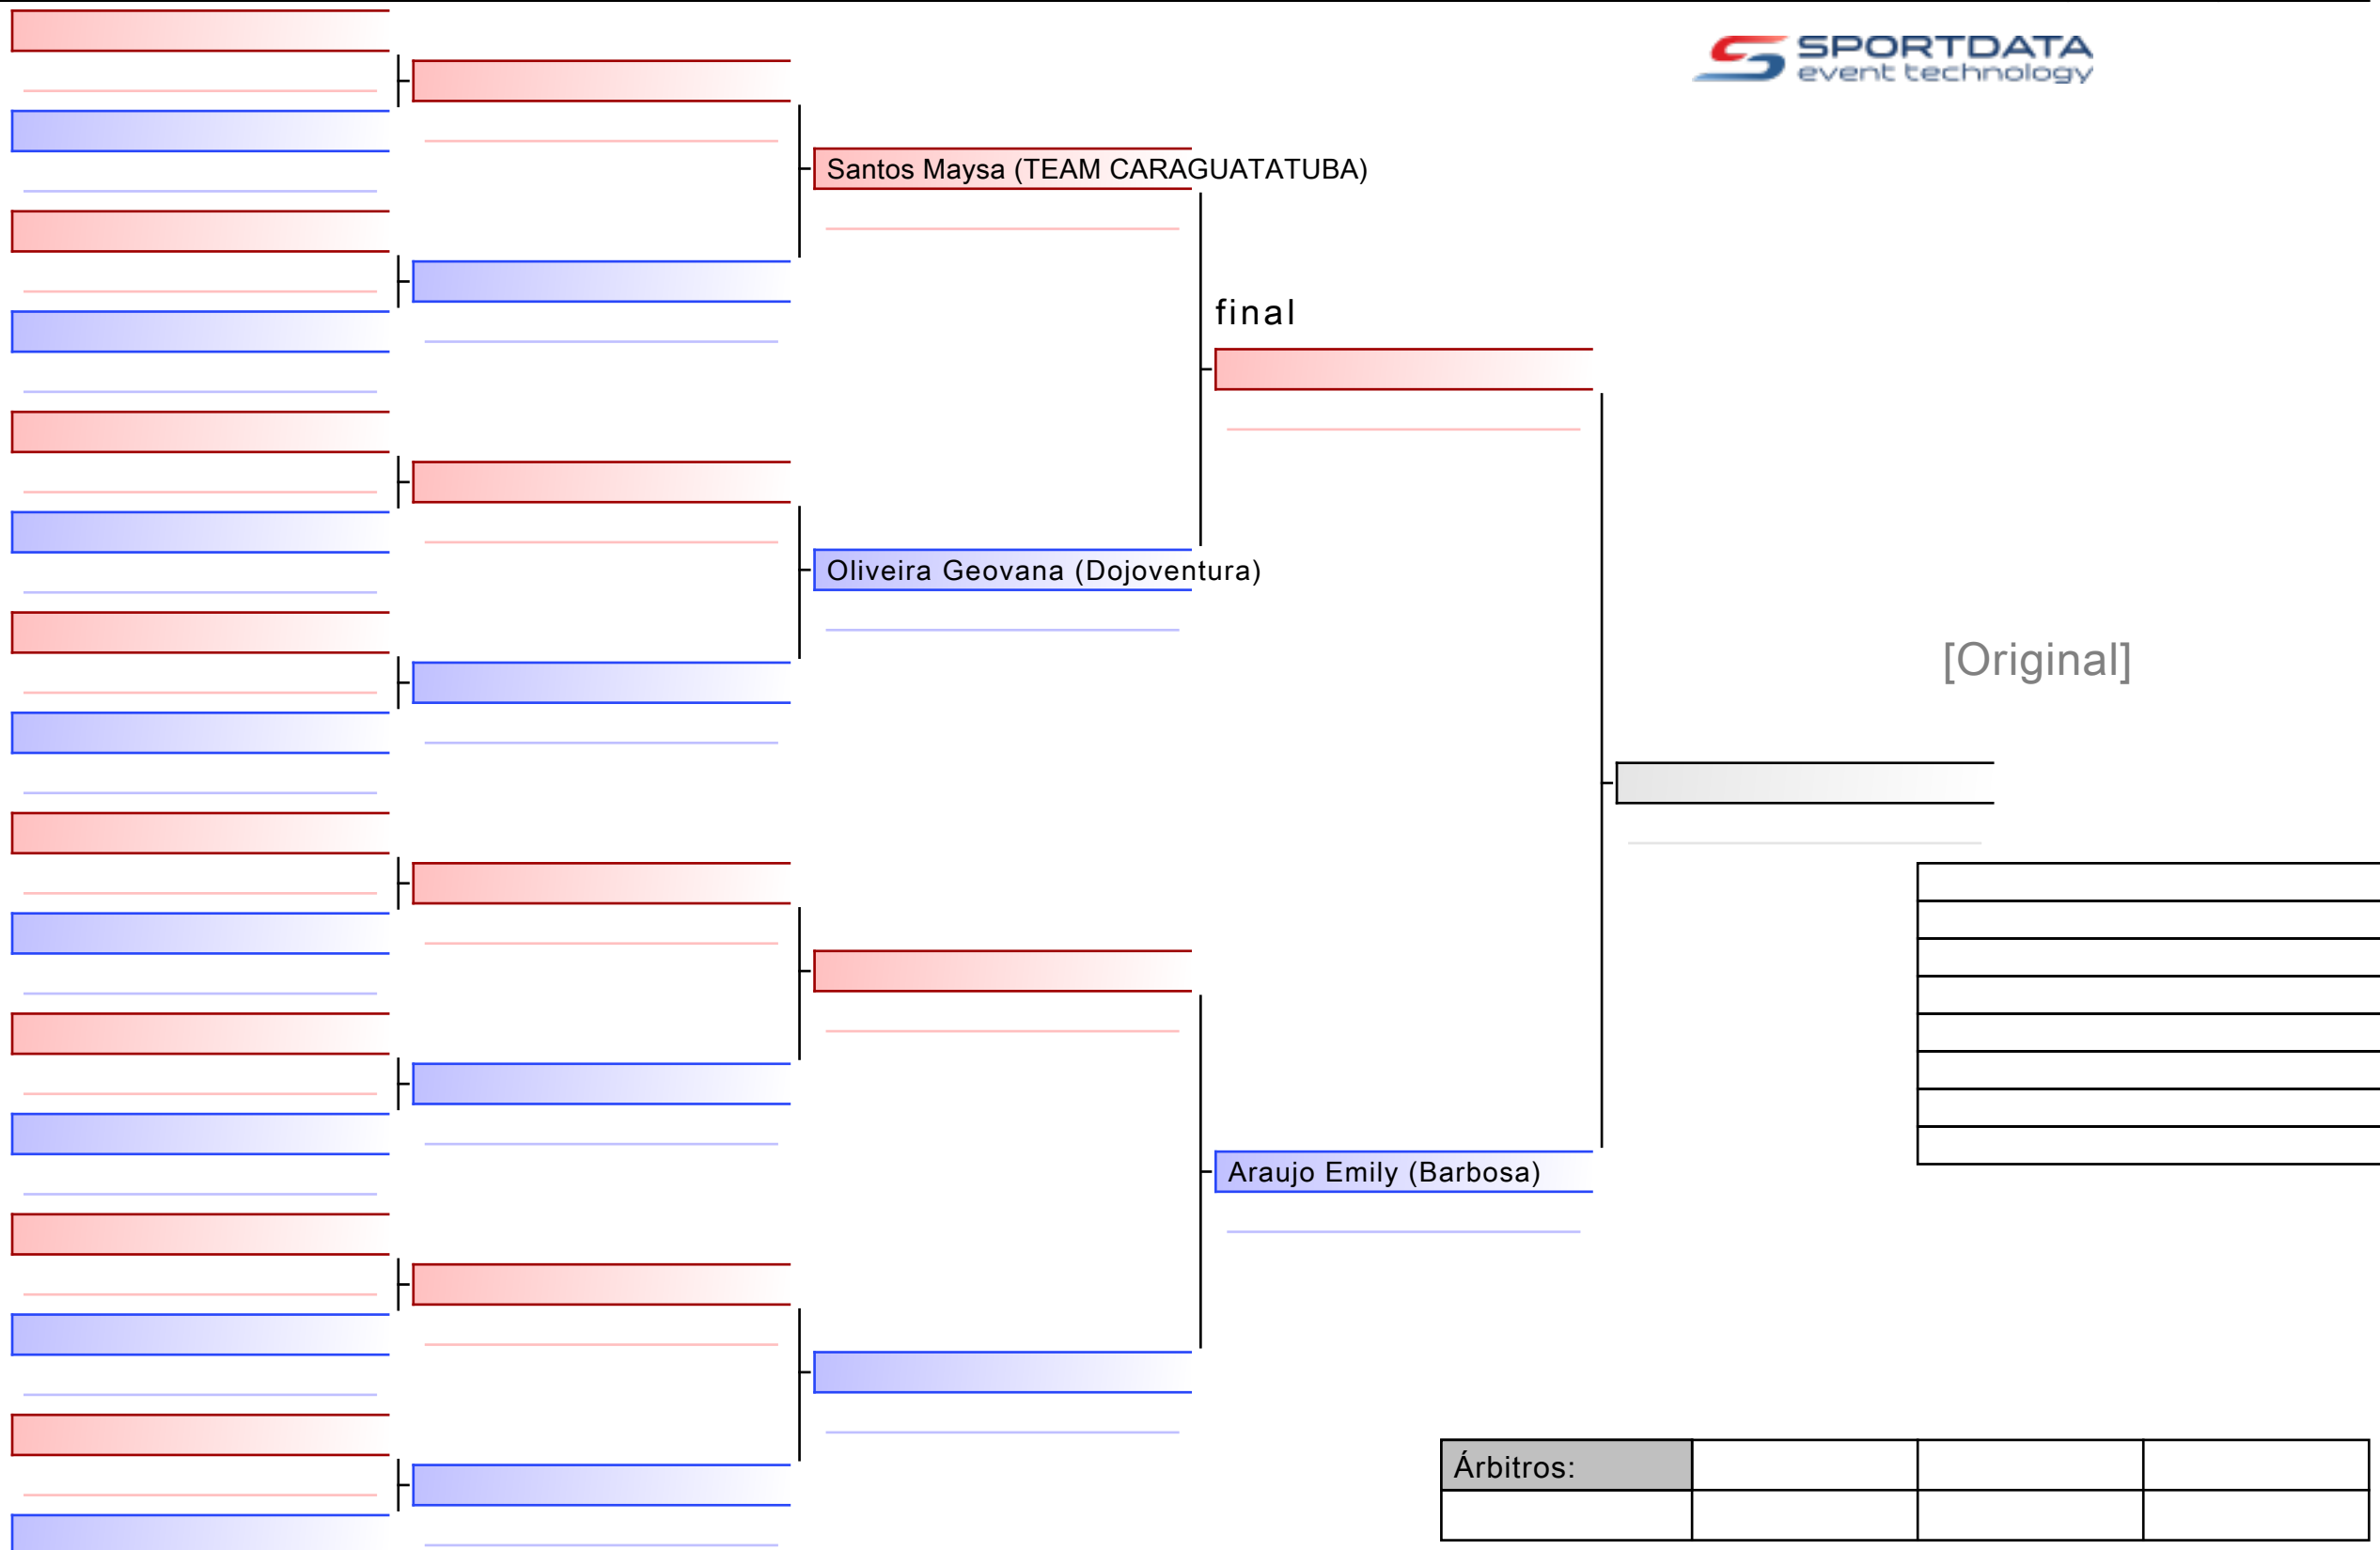 SPORTDATA
event technology
Santos Maysa (TEAM CARAGUATATUBA)
final
Oliveira Geovana (Dojoventura)
[Original]
Araujo Emily (Barbosa)
Árbitros: